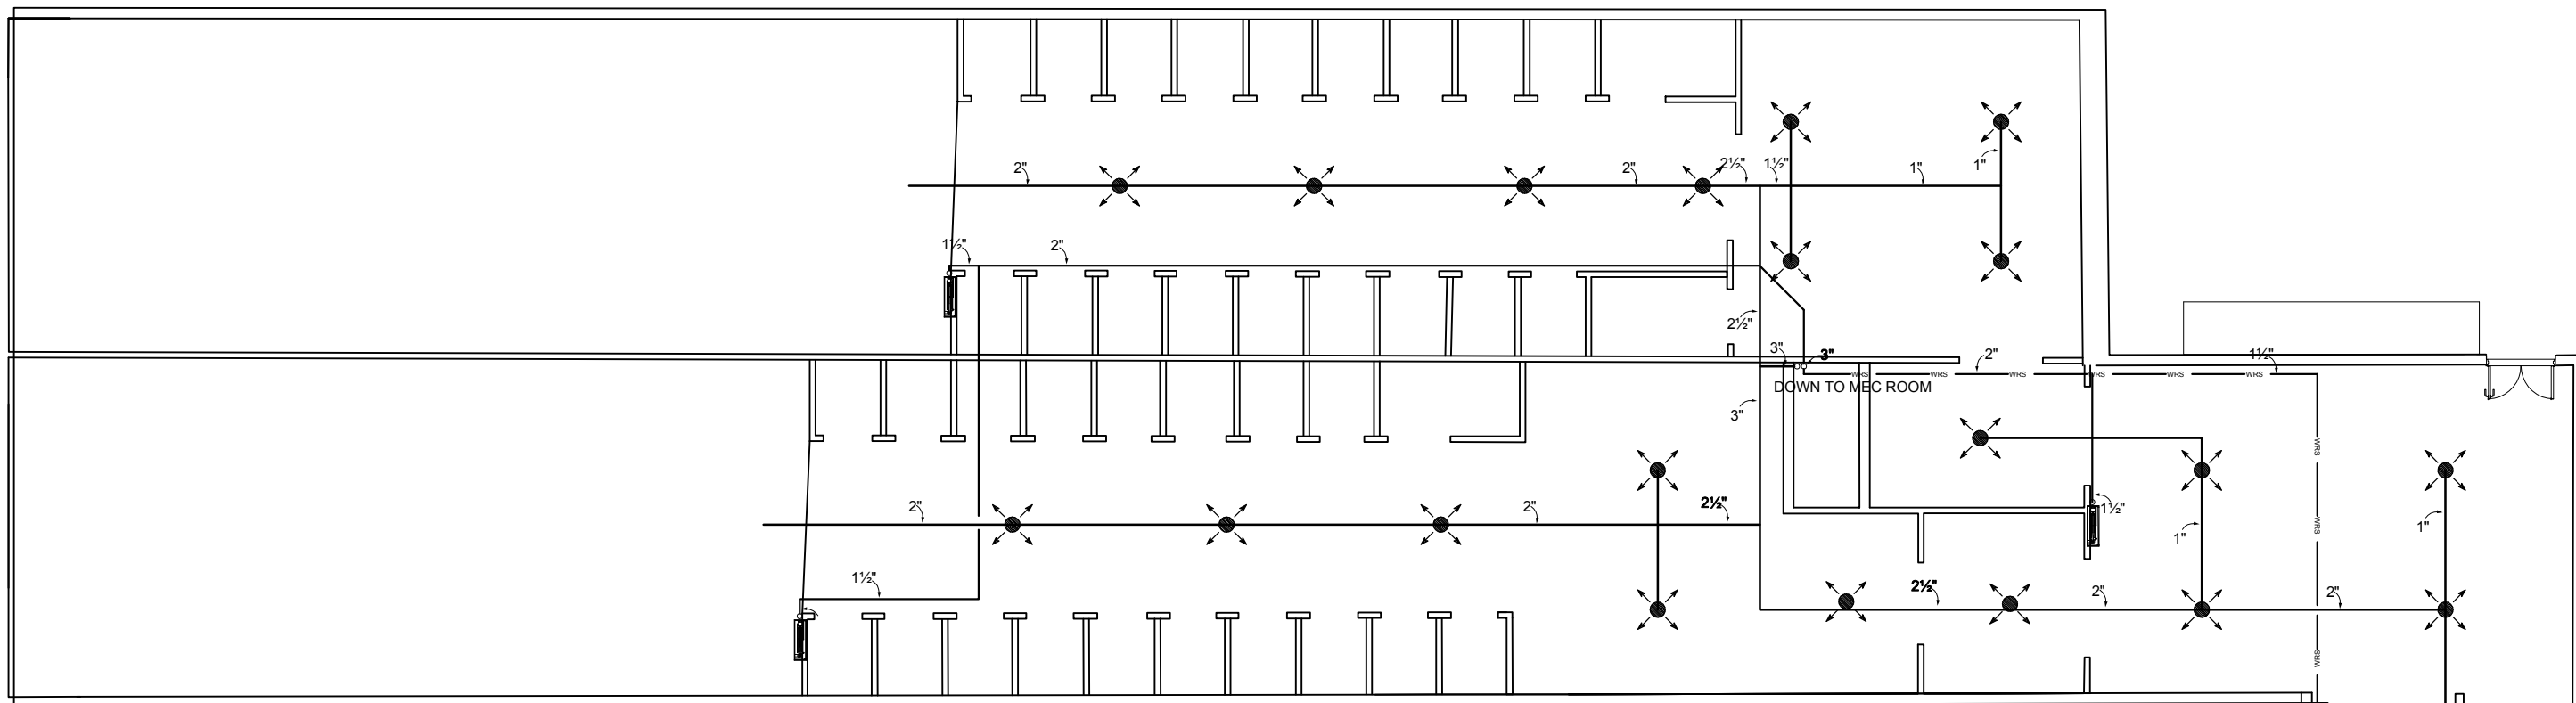 2" 2" 2½" 1½" 1" 1"
1½" 2"
2½"
3" 3" 2" 1½"
WRS WRS WRS WRS WRS WRS
DOWN TO MEC ROOM
3"
WRS
2" 2" 2½" 1½"
WRS
1" 1"
1½" 2½" 2" 2"
WRS